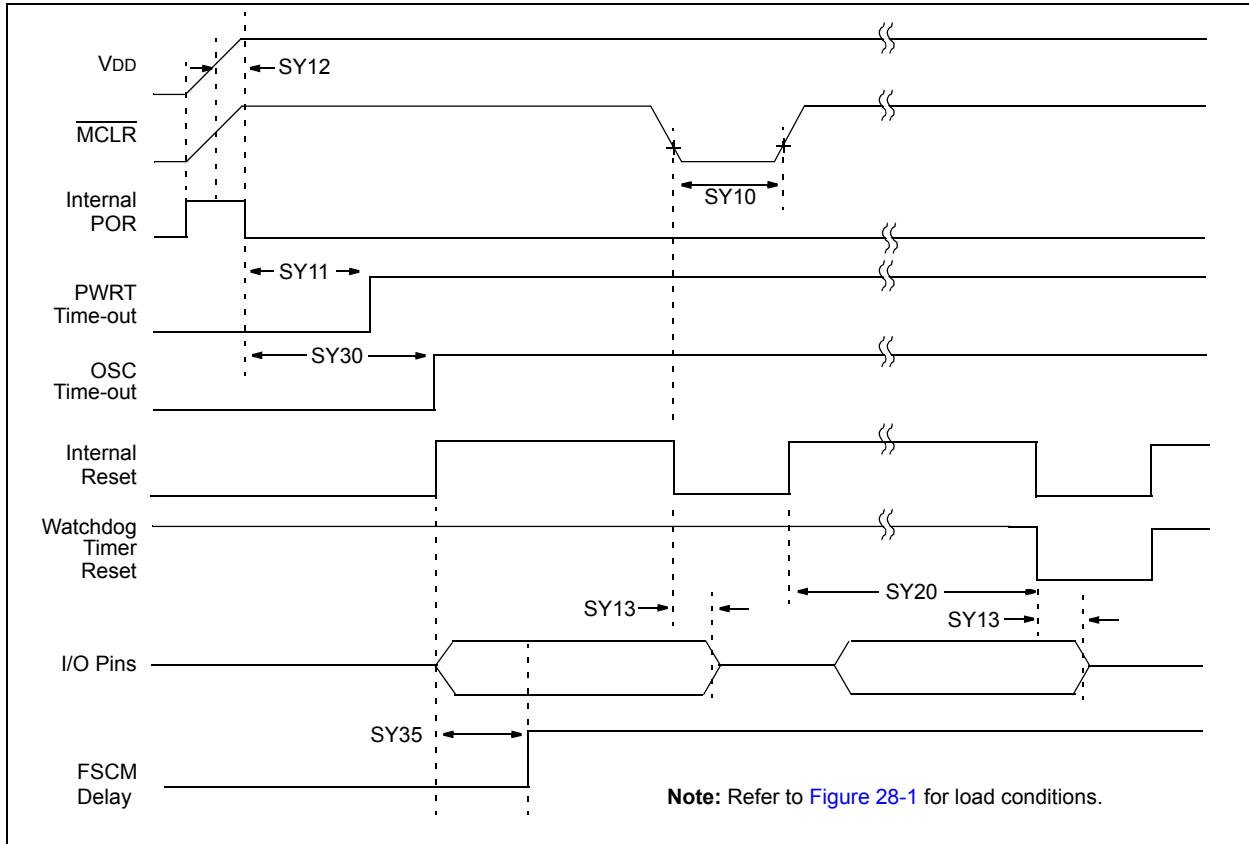 VDD
SY12
MCLR
SY10
Internal
POR
SY11
PWRT
Time-out
SY30
OSC
Time-out
Internal
Reset
Watchdog
Timer
Reset
SY20
SY13
SY13
I/O Pins
SY35
FSCM
Delay
Note: Refer to Figure 28-1 for load conditions.